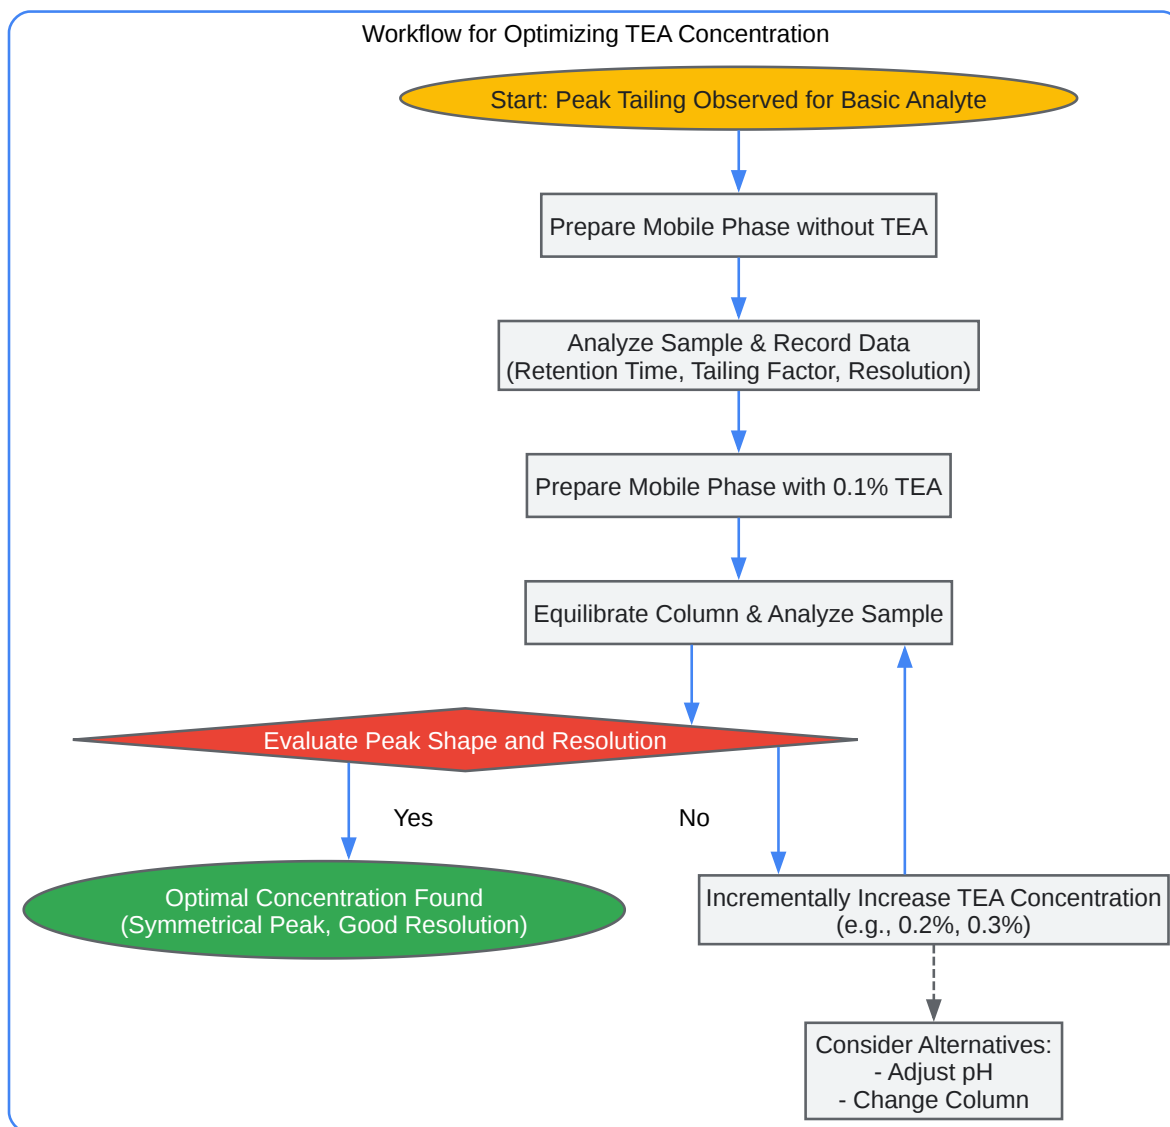 Workflow for Optimizing TEA Concentration
Start: Peak Tailing Observed for Basic Analyte
Prepare Mobile Phase without TEA
Analyze Sample & Record Data
(Retention Time, Tailing Factor, Resolution)
Prepare Mobile Phase with 0.1% TEA
Equilibrate Column & Analyze Sample
Evaluate Peak Shape and Resolution
Yes
No
Optimal Concentration Found
(Symmetrical Peak, Good Resolution)
Incrementally Increase TEA Concentration
(e.g., 0.2%, 0.3%)
Consider Alternatives:
- Adjust pH
- Change Column